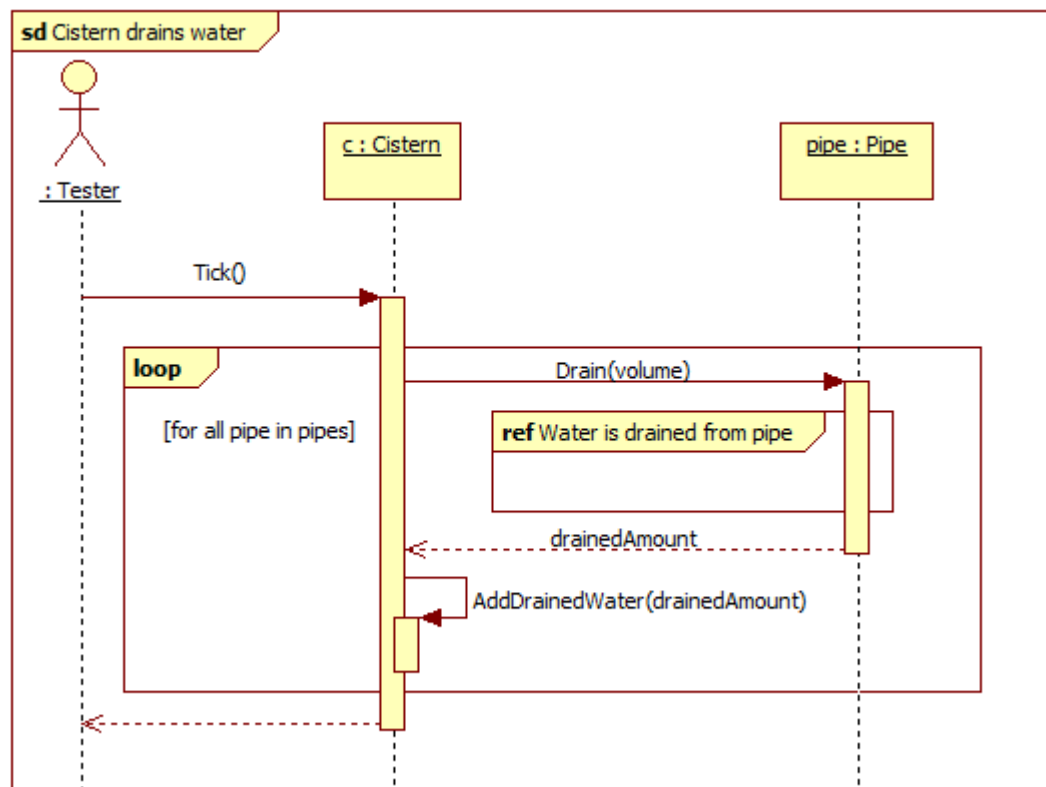 sd Cistern drains water
: Tester
c : Cistern
pipe : Pipe
Tick()
loop
[for all pipe in pipes]
Drain(volume)
ref Water is drained from pipe
drainedAmount
AddDrainedWater(drainedAmount)